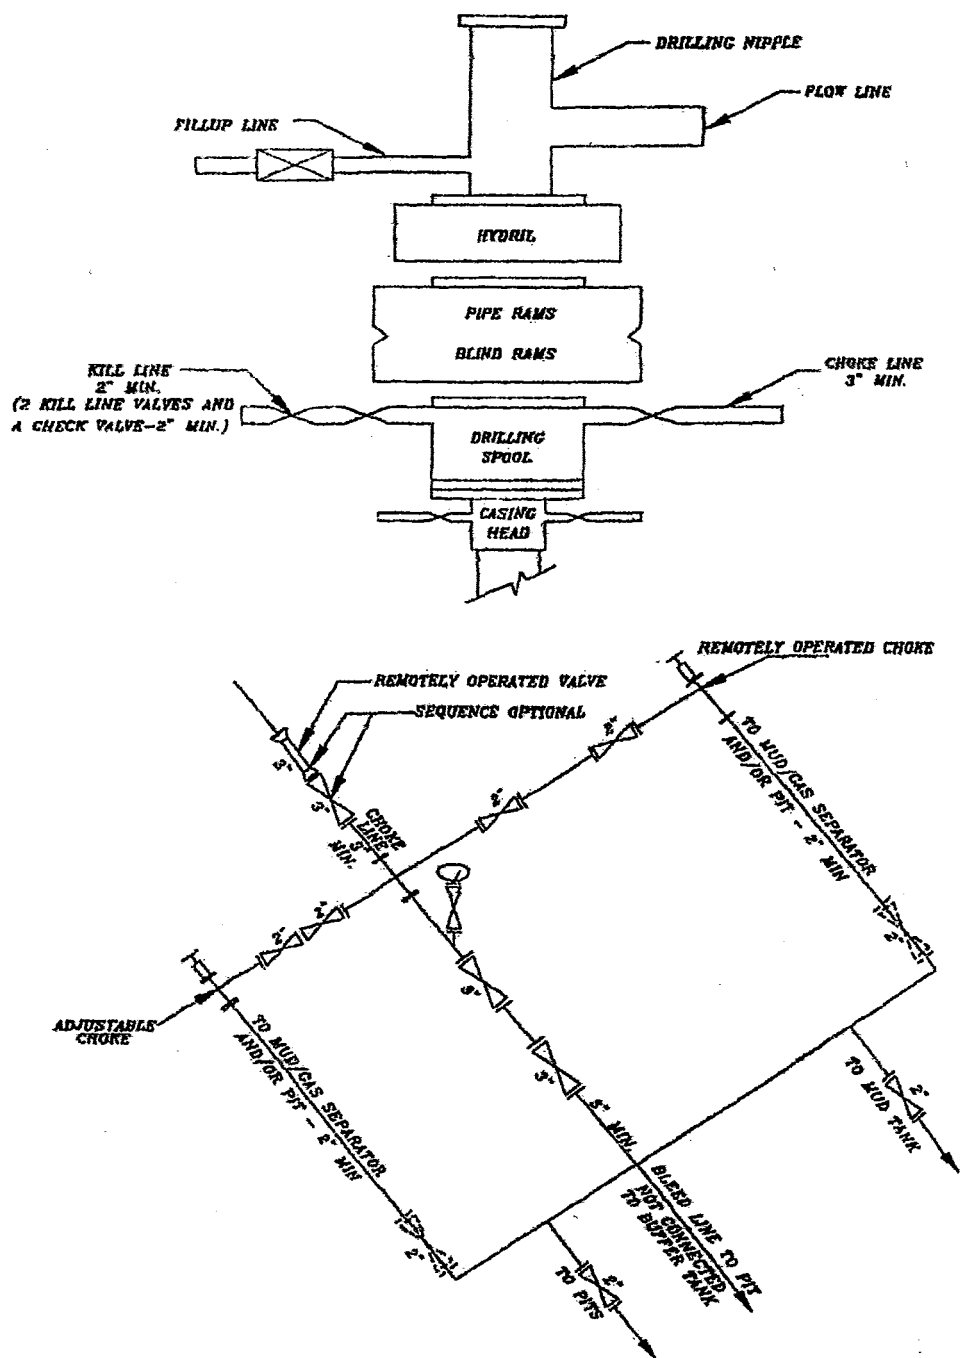 DRILLING NIPPLE
FLOW LINE
FILLUP LINE
HYDRIL
PIPE RAMS
BLIND RAMS
KILL LINE
2" MIN.
(2 KILL LINE VALVES AND
A CHECK VALVE-2" MIN.)
CHOKE LINE
3" MIN.
DRILLING
SPOOL
CASING
HEAD
REMOTELY OPERATED CHOKE
REMOTELY OPERATED VALVE
SEQUENCE OPTIONAL
3"
3"
CHOKE
LINE
3"
MIN.
2"
2"
2"
2"
TO MUD/GAS SEPARATOR
AND/OR PIT - 2" MIN
2"
ADJUSTABLE
CHOKE
TO MUD/GAS SEPARATOR
AND/OR PIT - 2" MIN
2"
3"
3"
3" MIN.
BLEED LINE TO PIT
NOT CONNECTED
TO BUFFER TANK
2"
TO MUD TANK
2"
TO PITS